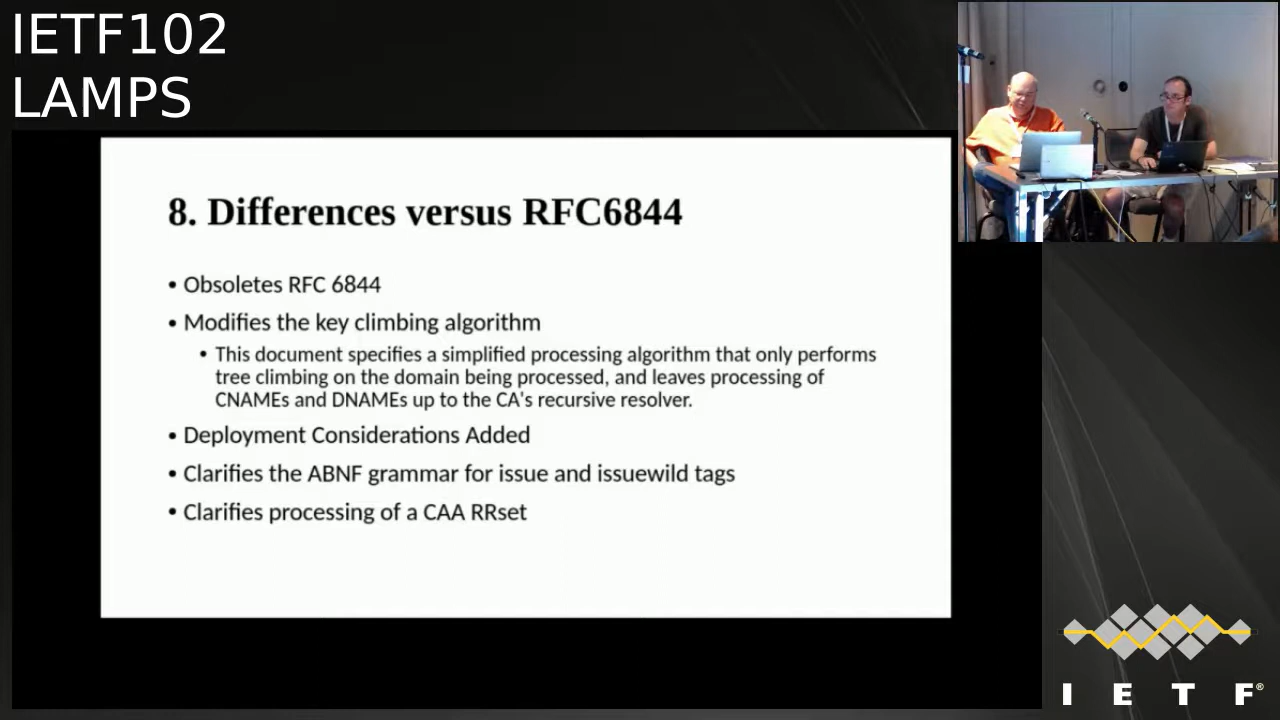 IETF102
LAMPS
8. Differences versus RFC6844
• Obsoletes RFC 6844
• Modifies the key climbing algorithm
• This document specifies a simplified processing algorithm that only performs
tree climbing on the domain being processed, and leaves processing of
CNAMEs and DNAMEs up to the CA's recursive resolver.
• Deployment Considerations Added
• Clarifies the ABNF grammar for issue and issuewild tags
• Clarifies processing of a CAA RRset
I E T F®